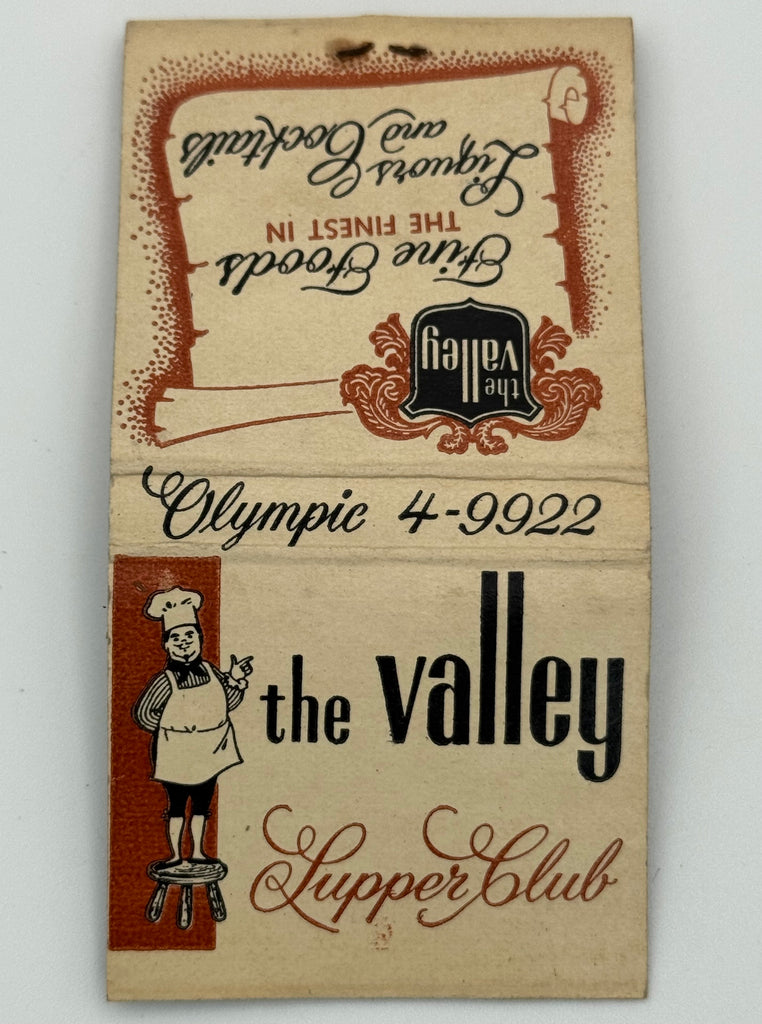 the valley
Fine Foods
THE FINEST IN
Liquors
and Cocktails
Olympic 4-9922
the valley
Supper Club